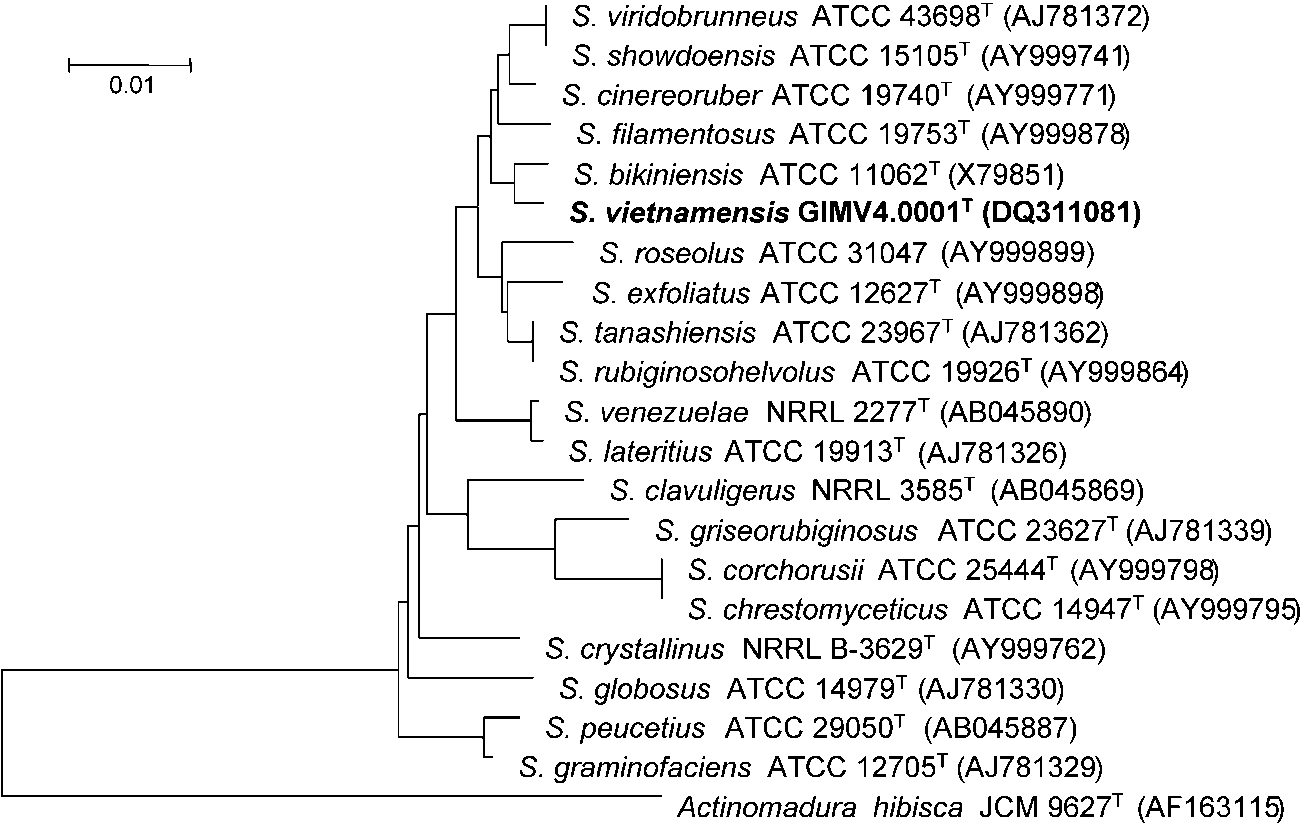 S. viridobrunneus ATCC 43698T (AJ781372)
S. showdoensis ATCC 15105T (AY999741)
0.01
S. cinereoruber ATCC 19740T (AY999771)
S. filamentosus ATCC 19753T (AY999878)
S. bikiniensis ATCC 11062T (X79851)
S. vietnamensis GIMV4.0001T (DQ311081)
S. roseolus ATCC 31047 (AY999899)
S. exfoliatus ATCC 12627T (AY999898)
S. tanashiensis ATCC 23967T (AJ781362)
S. rubiginosohelvolus ATCC 19926T (AY999864)
S. venezuelae NRRL 2277T (AB045890)
S. lateritius ATCC 19913T (AJ781326)
S. clavuligerus NRRL 3585T (AB045869)
S. griseorubiginosus ATCC 23627T (AJ781339)
S. corchorusii ATCC 25444T (AY999798)
S. chrestomyceticus ATCC 14947T (AY999795)
S. crystallinus NRRL B-3629T (AY999762)
S. globosus ATCC 14979T (AJ781330)
S. peucetius ATCC 29050T (AB045887)
S. graminofaciens ATCC 12705T (AJ781329)
Actinomadura hibisca JCM 9627T (AF163115)